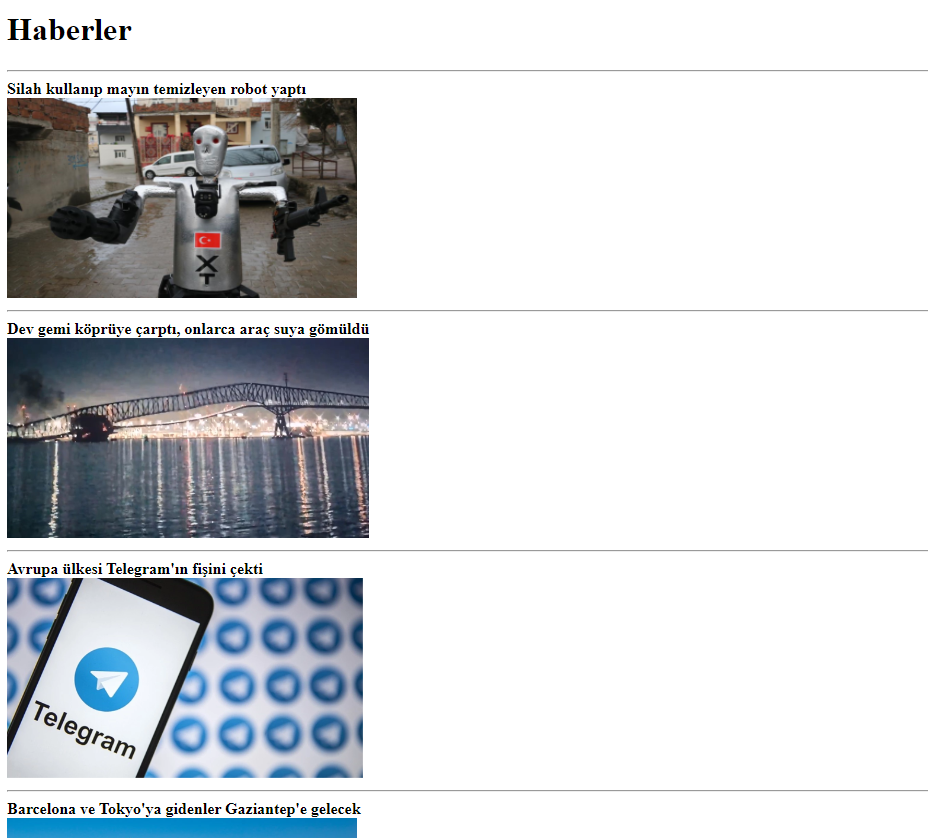 Haberler
Silah kullanıp mayın temizleyen robot yaptı
X
T
Dev gemi köprüye çarptı, onlarca araç suya gömüldü
Avrupa ülkesi Telegram'ın fişini çekti
Telegram
Barcelona ve Tokyo'ya gidenler Gaziantep'e gelecek